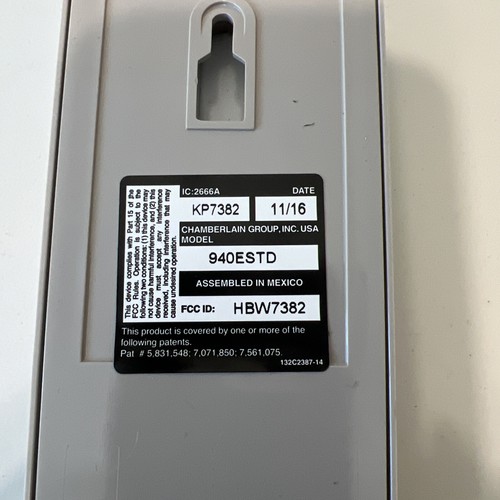 IC:2666A DATE
KP7382 11/16
CHAMBERLAIN GROUP, INC. USA
MODEL
940ESTD
ASSEMBLED IN MEXICO
FCC ID: HBW7382
This device complies with Part 15 of the
FCC Rules. Operation is subject to the
following two conditions: (1) this device may
not cause harmful interference, and (2) this
device must accept any interference
received, including interference that may
cause undesired operation.
This product is covered by one or more of the
following patents.
Pat # 5,831,548; 7,071,850; 7,561,075.
132C2387-14